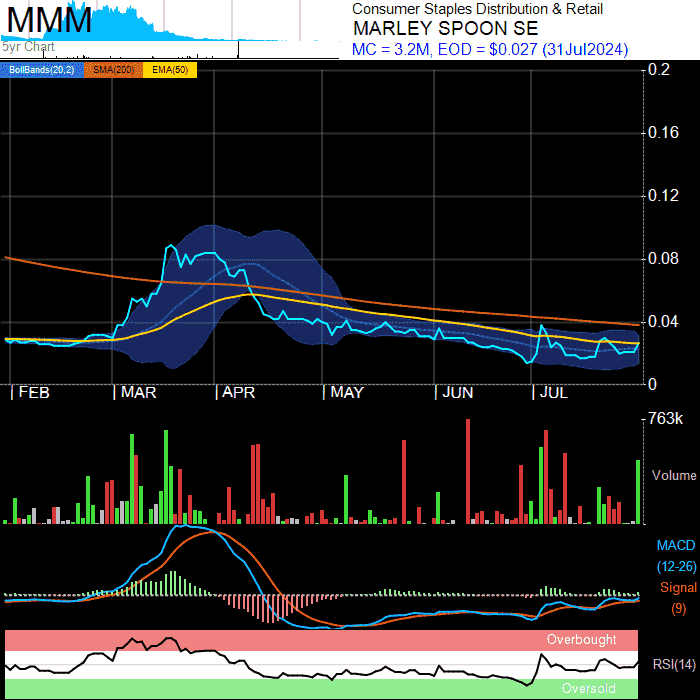 MMM
5yr Chart
Consumer Staples Distribution & Retail
MARLEY SPOON SE
MC = 3.2M, EOD = $0.027 (31Jul2024)
BollBands(20,2) SMA(200) EMA(50)
0.2
0.16
0.12
0.08
0.04
0
FEB MAR APR MAY JUN JUL
763k
Volume
MACD
(12-26)
Signal
(9)
Overbought
RSI(14)
Oversold